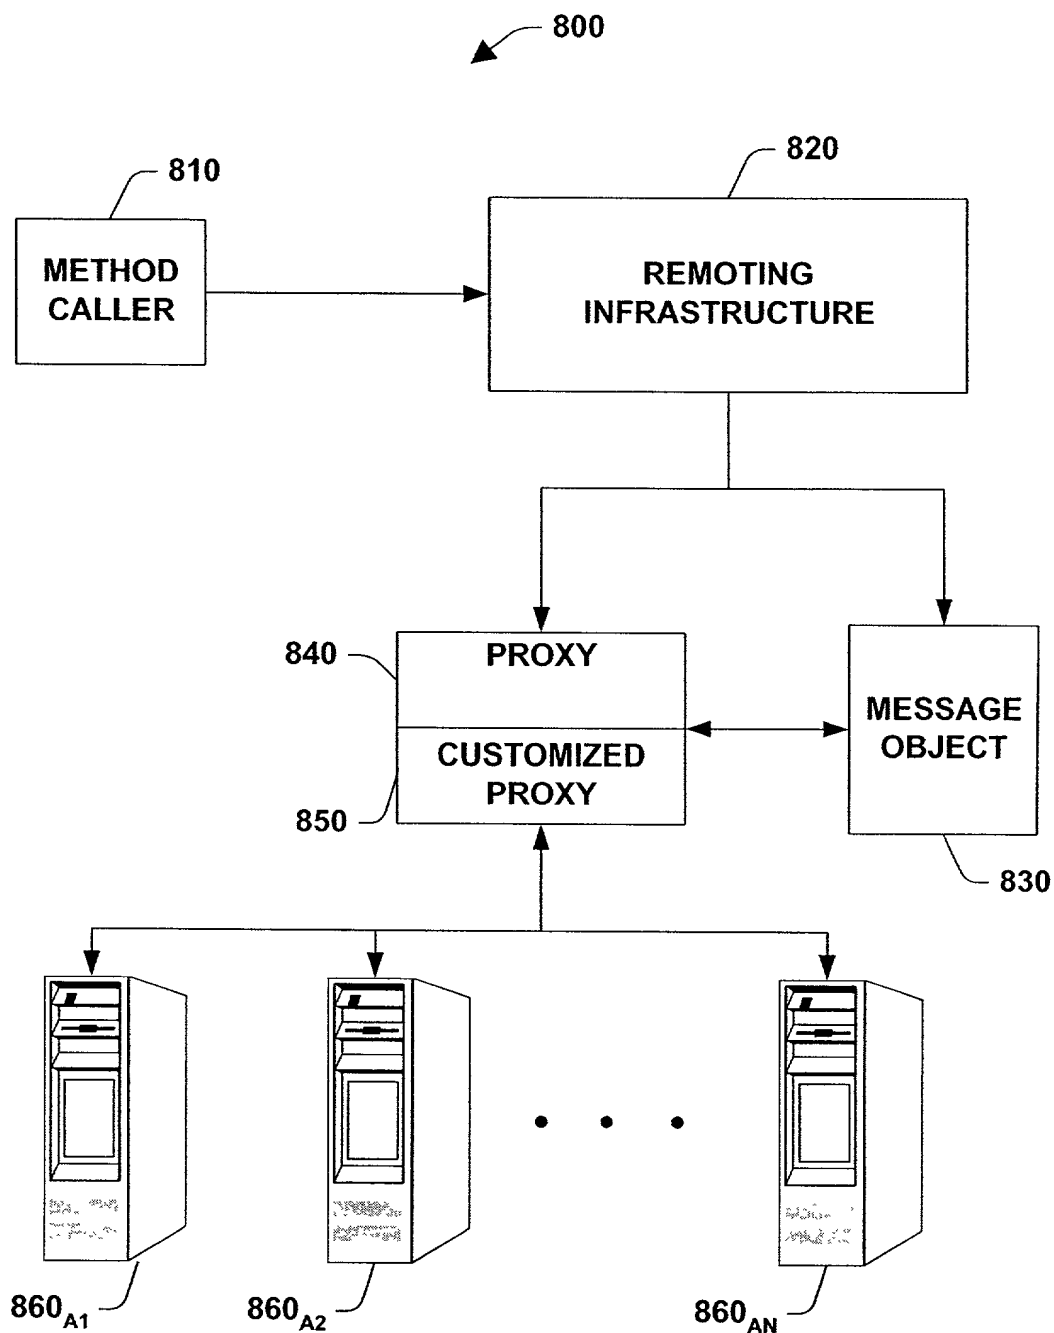 800
810
820
METHOD
CALLER
REMOTING
INFRASTRUCTURE
840
PROXY
MESSAGE
OBJECT
CUSTOMIZED
PROXY
850
830
860A1
860A2
860AN